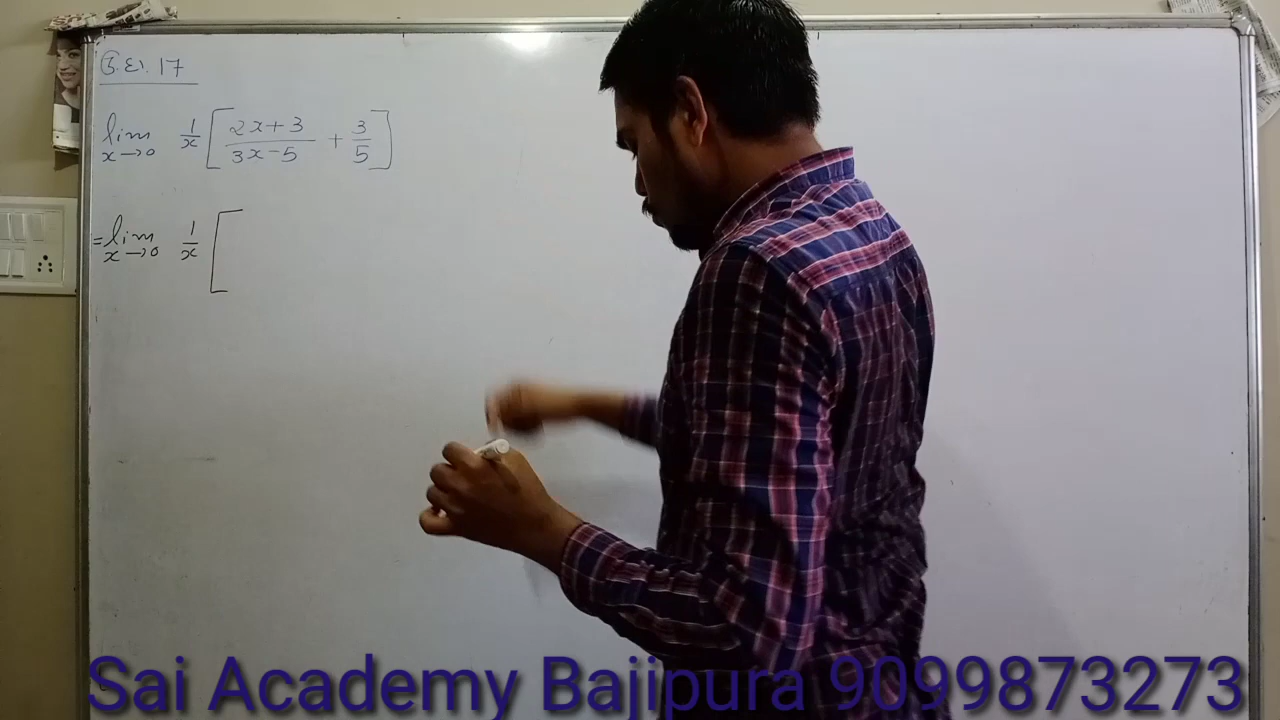 ઉ.દા. 17
lim x→0 1/x [ (2x+3)/(3x-5) + 3/5 ]
= lim x→0 1/x [
Sai Academy Bajipura 9099873273